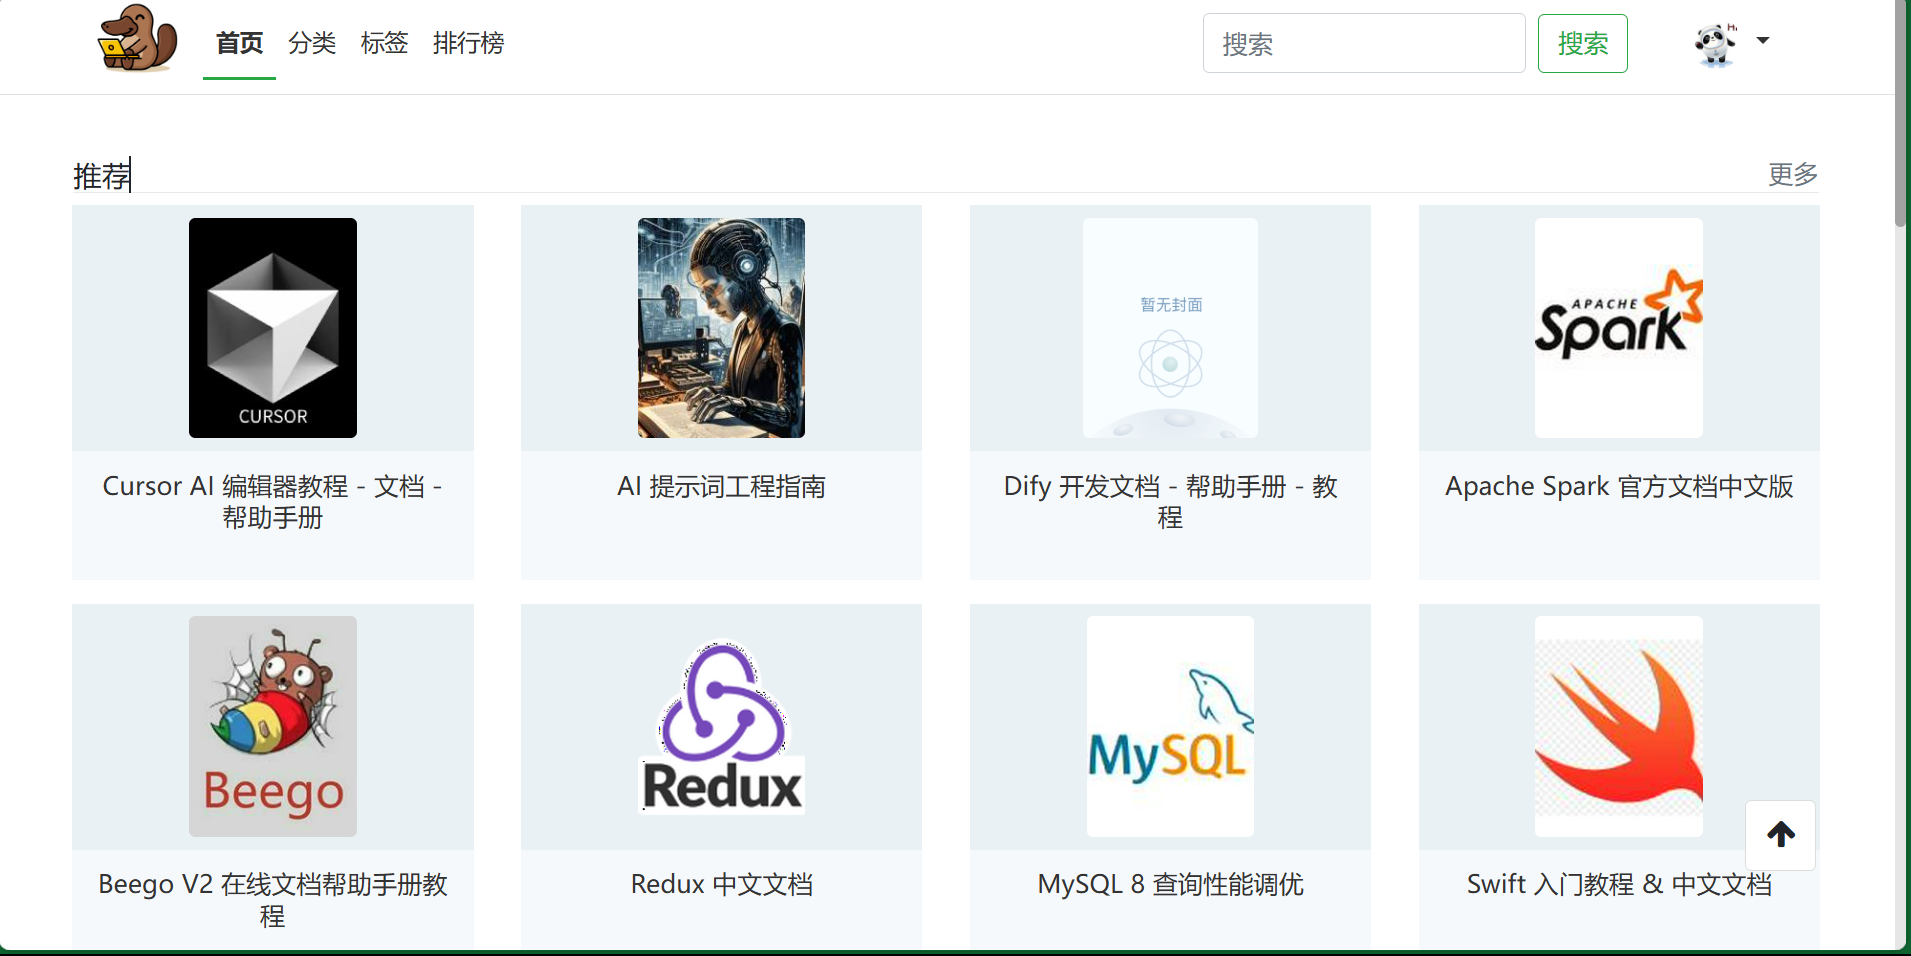 首页 分类 标签 排行榜 搜索 搜索
推荐 更多
CURSOR
暂无封面
APACHE
Spark
Cursor AI 编辑器教程 - 文档 -
帮助手册
AI 提示词工程指南
Dify 开发文档 - 帮助手册 - 教
程
Apache Spark 官方文档中文版
Beego
Redux
MySQL
Beego V2 在线文档帮助手册教
程
Redux 中文文档
MySQL 8 查询性能调优
Swift 入门教程 & 中文文档